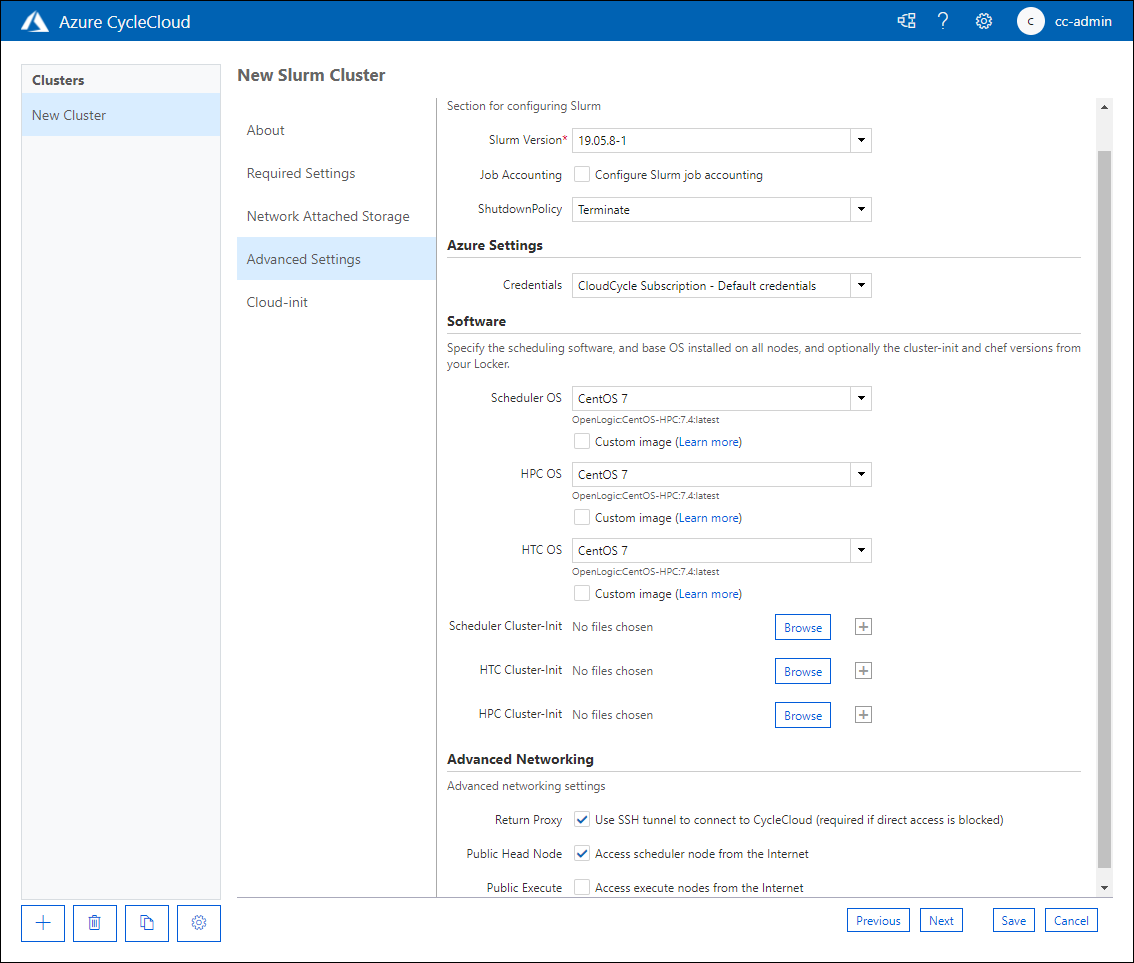 Azure CycleCloud
? C cc-admin
Clusters
New Cluster
New Slurm Cluster
About
Required Settings
Network Attached Storage
Advanced Settings
Cloud-init
Section for configuring Slurm
Slurm Version* 19.05.8-1
Job Accounting Configure Slurm job accounting
ShutdownPolicy Terminate
Azure Settings
Credentials CloudCycle Subscription - Default credentials
Software
Specify the scheduling software, and base OS installed on all nodes, and optionally the cluster-init and chef versions from
your Locker.
Scheduler OS CentOS 7
OpenLogic:CentOS-HPC:7.4:latest
Custom image (Learn more)
HPC OS CentOS 7
OpenLogic:CentOS-HPC:7.4:latest
Custom image (Learn more)
HTC OS CentOS 7
OpenLogic:CentOS-HPC:7.4:latest
Custom image (Learn more)
Scheduler Cluster-Init No files chosen Browse
HTC Cluster-Init No files chosen Browse
HPC Cluster-Init No files chosen Browse
Advanced Networking
Advanced networking settings
Return Proxy Use SSH tunnel to connect to CycleCloud (required if direct access is blocked)
Public Head Node Access scheduler node from the Internet
Public Execute Access execute nodes from the Internet
Previous Next Save Cancel